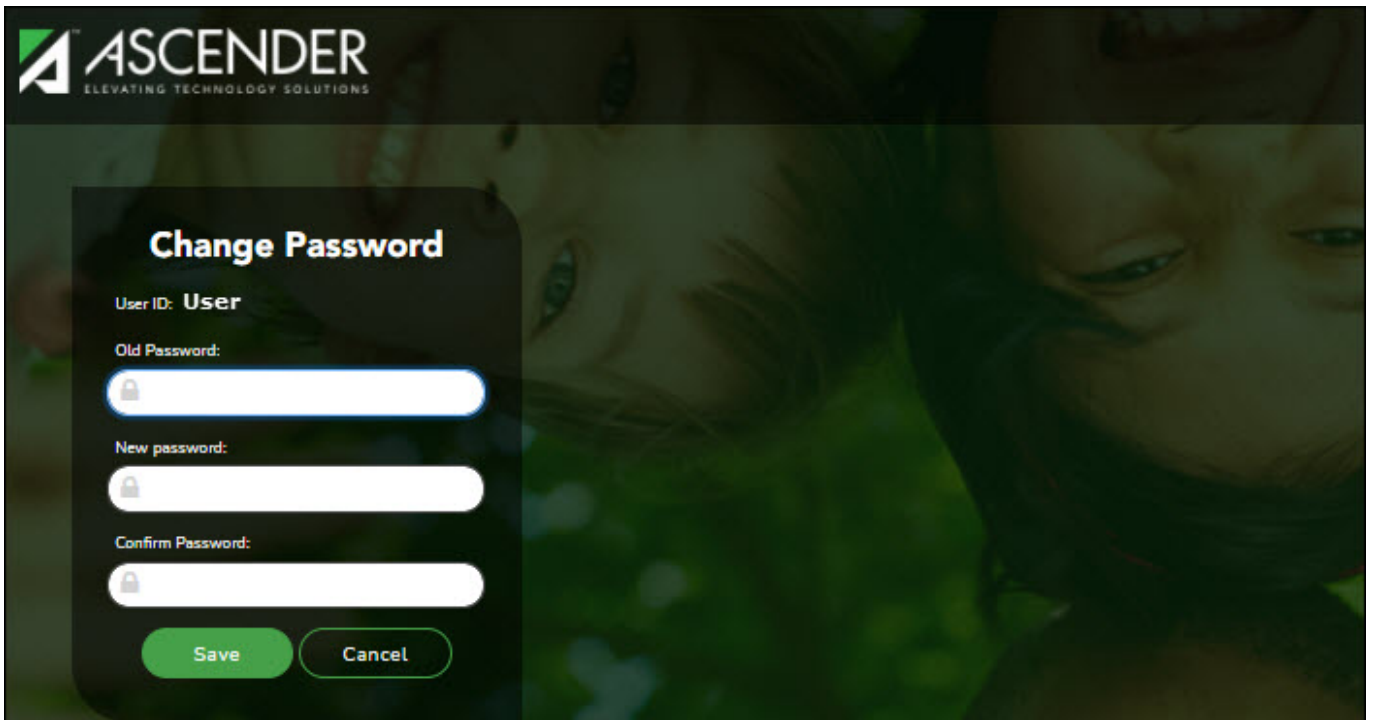 ASCENDER
ELEVATING TECHNOLOGY SOLUTIONS
Change Password
User ID: User
Old Password:
New password:
Confirm Password:
Save Cancel